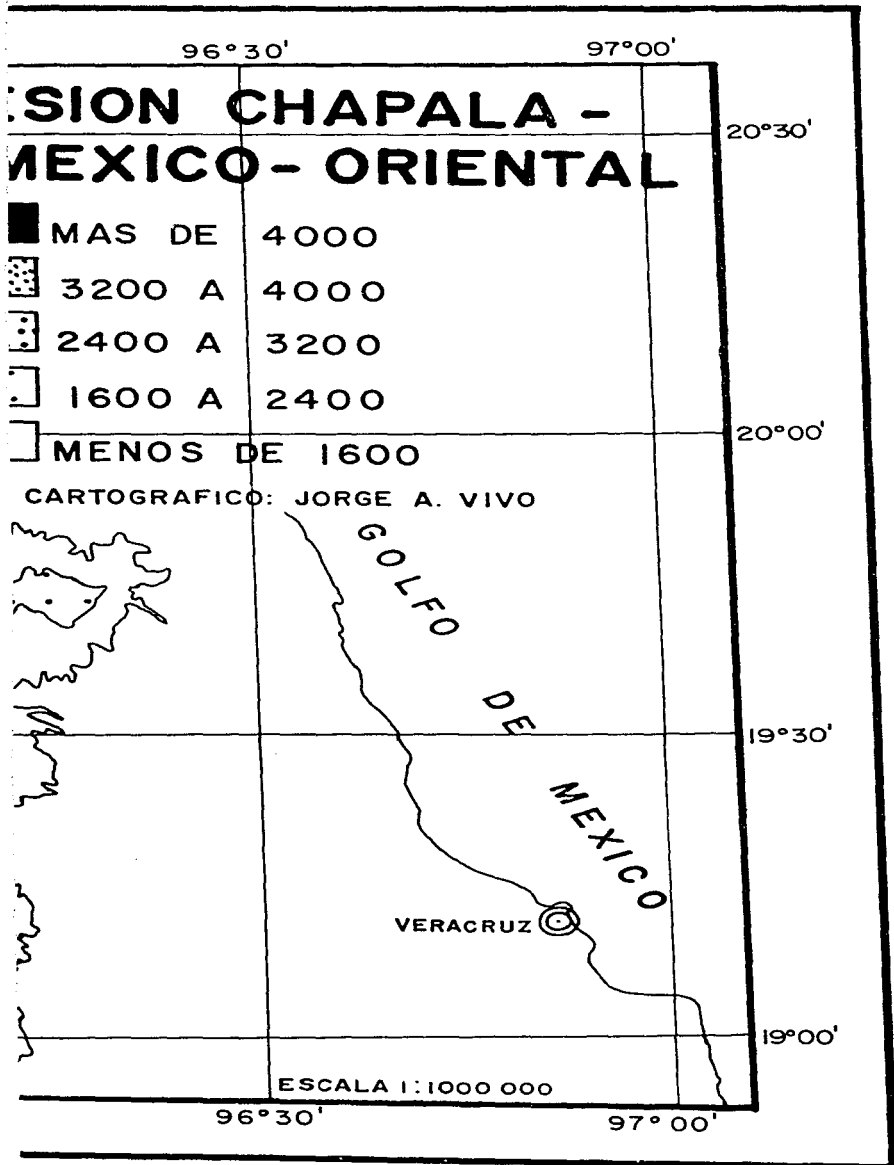 96°30' 97°00'
ESION CHAPALA -
MEXICO - ORIENTAL
20°30'
MAS DE 4000
3200 A 4000
2400 A 3200
1600 A 2400
20°00'
MENOS DE 1600
CARTOGRAFICO: JORGE A. VIVO
GOLFO DE MEXICO
19°30'
VERACRUZ
19°00'
ESCALA 1:1000 000
96°30' 97°00'